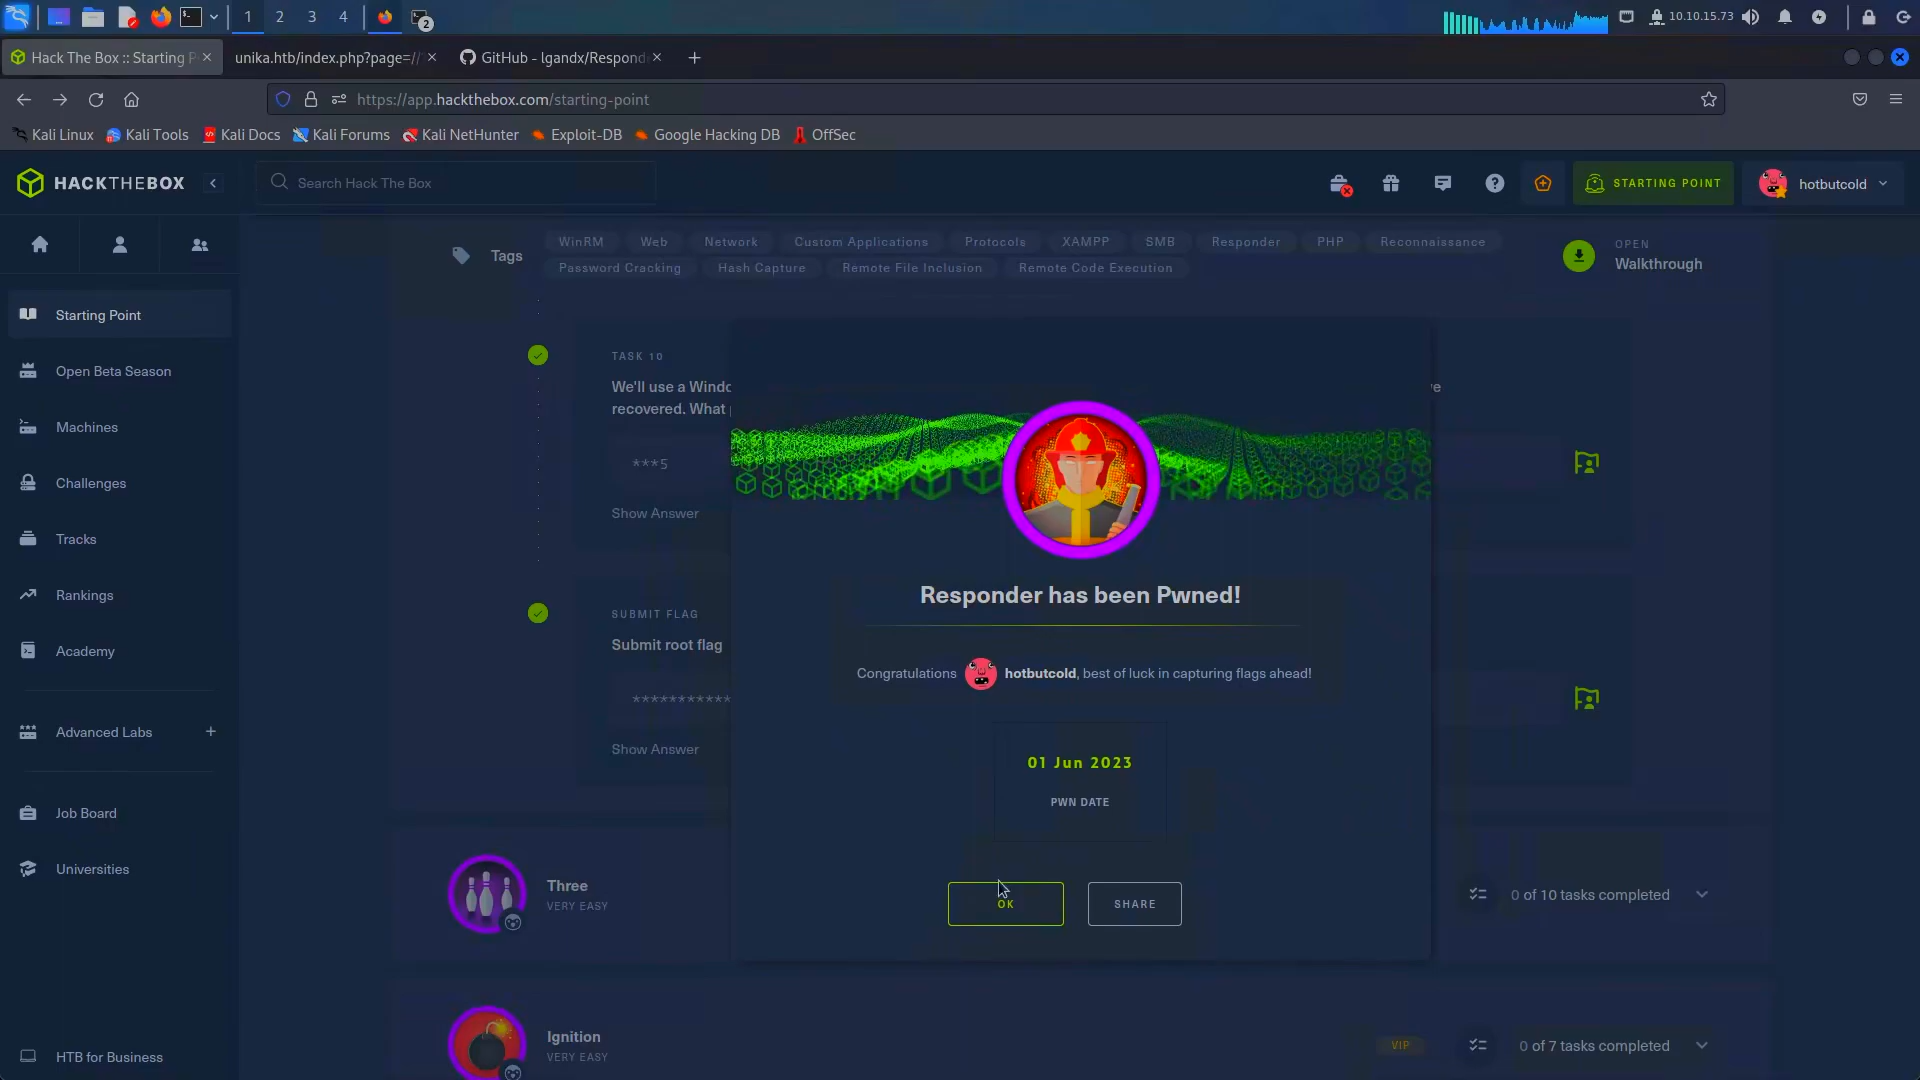 1 2 3 4 2 10.10.15.73
Hack The Box :: Starting P unika.htb/index.php?page=// GitHub - lgandx/Respond
https://app.hackthebox.com/starting-point
Kali Linux Kali Tools Kali Docs Kali Forums Kali NetHunter Exploit-DB Google Hacking DB OffSec
HACKTHEBOX Search Hack The Box STARTING POINT hotbutcold
WinRM Web Network Custom Applications Protocols XAMPP SMB Responder PHP Reconnaissance
Tags
Password Cracking Hash Capture Remote File Inclusion Remote Code Execution
OPEN
Walkthrough
Starting Point
Open Beta Season
Machines
Challenges
Tracks
Rankings
Academy
Advanced Labs +
Job Board
Universities
HTB for Business
TASK 10
We'll use a Windo
recovered. What
***5
Show Answer
SUBMIT FLAG
Submit root flag
***********
Show Answer
Responder has been Pwned!
Congratulations hotbutcold, best of luck in capturing flags ahead!
01 Jun 2023
PWN DATE
OK SHARE
Three
VERY EASY
0 of 10 tasks completed
Ignition
VERY EASY
VIP 0 of 7 tasks completed